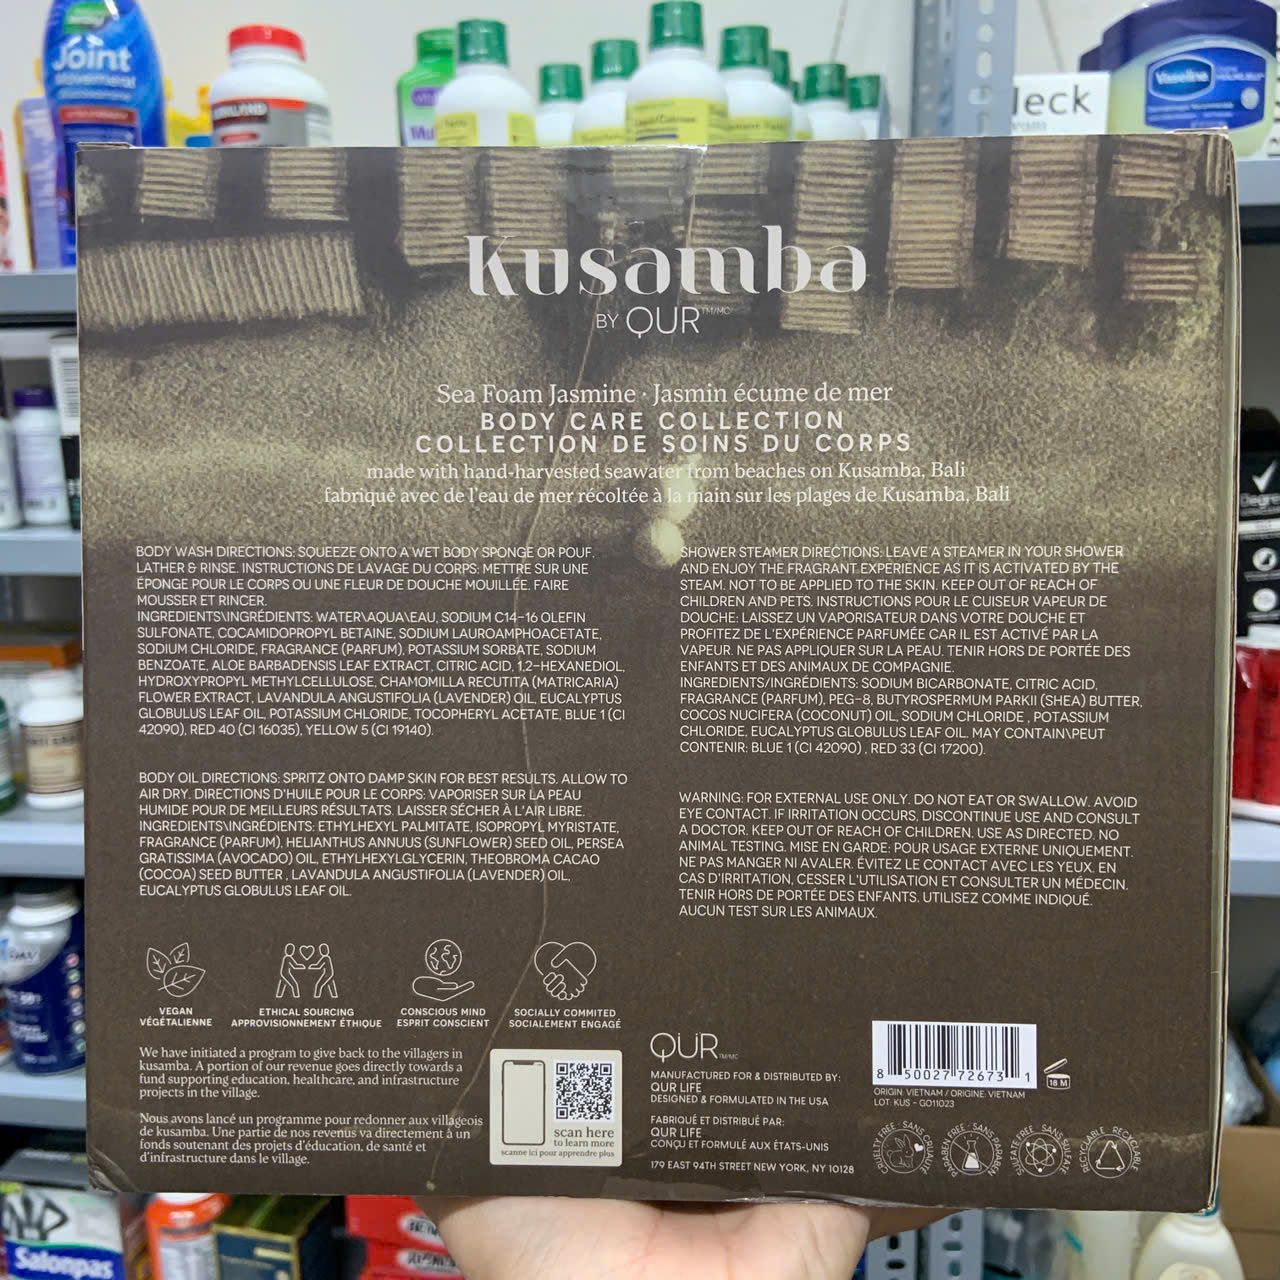 Joint
Movement
KIRKLAND
Vaseline
Neck
Kusamba
BY QUR TM/MC
Sea Foam Jasmine · Jasmin écume de mer
BODY CARE COLLECTION
COLLECTION DE SOINS DU CORPS
made with hand-harvested seawater from beaches on Kusamba, Bali
fabriqué avec de l'eau de mer récoltée à la main sur les plages de Kusamba, Bali
BODY WASH DIRECTIONS: SQUEEZE ONTO A WET BODY SPONGE OR POUF.
LATHER & RINSE. INSTRUCTIONS DE LAVAGE DU CORPS: METTRE SUR UNE
ÉPONGE POUR LE CORPS OU UNE FLEUR DE DOUCHE MOUILLÉE. FAIRE
MOUSSER ET RINCER.
INGREDIENTS\INGRÉDIENTS: WATER\AQUA\EAU, SODIUM C14-16 OLEFIN
SULFONATE, COCAMIDOPROPYL BETAINE, SODIUM LAUROAMPHOACETATE,
SODIUM CHLORIDE, FRAGRANCE (PARFUM), POTASSIUM SORBATE, SODIUM
BENZOATE, ALOE BARBADENSIS LEAF EXTRACT, CITRIC ACID, 1,2-HEXANEDIOL,
HYDROXYPROPYL METHYLCELLULOSE, CHAMOMILLA RECUTITA (MATRICARIA)
FLOWER EXTRACT, LAVANDULA ANGUSTIFOLIA (LAVENDER) OIL, EUCALYPTUS
GLOBULUS LEAF OIL, POTASSIUM CHLORIDE, TOCOPHERYL ACETATE, BLUE 1 (CI
42090), RED 40 (CI 16035), YELLOW 5 (CI 19140).
BODY OIL DIRECTIONS: SPRITZ ONTO DAMP SKIN FOR BEST RESULTS. ALLOW TO
AIR DRY. DIRECTIONS D'HUILE POUR LE CORPS: VAPORISER SUR LA PEAU
HUMIDE POUR DE MEILLEURS RÉSULTATS. LAISSER SÉCHER À L'AIR LIBRE.
INGREDIENTS\INGRÉDIENTS: ETHYLHEXYL PALMITATE, ISOPROPYL MYRISTATE,
FRAGRANCE (PARFUM), HELIANTHUS ANNUUS (SUNFLOWER) SEED OIL, PERSEA
GRATISSIMA (AVOCADO) OIL, ETHYLHEXYLGLYCERIN, THEOBROMA CACAO
(COCOA) SEED BUTTER , LAVANDULA ANGUSTIFOLIA (LAVENDER) OIL,
EUCALYPTUS GLOBULUS LEAF OIL.
SHOWER STEAMER DIRECTIONS: LEAVE A STEAMER IN YOUR SHOWER
AND ENJOY THE FRAGRANT EXPERIENCE AS IT IS ACTIVATED BY THE
STEAM. NOT TO BE APPLIED TO THE SKIN. KEEP OUT OF REACH OF
CHILDREN AND PETS. INSTRUCTIONS POUR LE CUISEUR VAPEUR DE
DOUCHE: LAISSEZ UN VAPORISATEUR DANS VOTRE DOUCHE ET
PROFITEZ DE L'EXPÉRIENCE PARFUMÉE CAR IL EST ACTIVÉ PAR LA
VAPEUR. NE PAS APPLIQUER SUR LA PEAU. TENIR HORS DE PORTÉE DES
ENFANTS ET DES ANIMAUX DE COMPAGNIE.
INGREDIENTS/INGRÉDIENTS: SODIUM BICARBONATE, CITRIC ACID,
FRAGRANCE (PARFUM), PEG-8, BUTYROSPERMUM PARKII (SHEA) BUTTER,
COCOS NUCIFERA (COCONUT) OIL, SODIUM CHLORIDE , POTASSIUM
CHLORIDE, EUCALYPTUS GLOBULUS LEAF OIL. MAY CONTAIN\PEUT
CONTENIR: BLUE 1 (CI 42090) , RED 33 (CI 17200).
WARNING: FOR EXTERNAL USE ONLY. DO NOT EAT OR SWALLOW. AVOID
EYE CONTACT. IF IRRITATION OCCURS, DISCONTINUE USE AND CONSULT
A DOCTOR. KEEP OUT OF REACH OF CHILDREN. USE AS DIRECTED. NO
ANIMAL TESTING. MISE EN GARDE: POUR USAGE EXTERNE UNIQUEMENT.
NE PAS MANGER NI AVALER. ÉVITEZ LE CONTACT AVEC LES YEUX. EN
CAS D'IRRITATION, CESSER L'UTILISATION ET CONSULTER UN MÉDECIN.
TENIR HORS DE PORTÉE DES ENFANTS. UTILISEZ COMME INDIQUÉ.
AUCUN TEST SUR LES ANIMAUX.
VEGAN
VÉGÉTALIENNE
ETHICAL SOURCING
APPROVISIONNEMENT ÉTHIQUE
CONSCIOUS MIND
ESPRIT CONSCIENT
SOCIALLY COMMITED
SOCIALEMENT ENGAGÉ
We have initiated a program to give back to the villagers in
kusamba. A portion of our revenue goes directly towards a
fund supporting education, healthcare, and infrastructure
projects in the village.
Nous avons lancé un programme pour redonner aux villageois
de kusamba. Une partie de nos revenus va directement à un
fonds soutenant des projets d'éducation, de santé et
d'infrastructure dans le village.
scan here
to learn more
scanne ici pour apprendre plus
QUR TM/MC
MANUFACTURED FOR & DISTRIBUTED BY:
QUR LIFE
DESIGNED & FORMULATED IN THE USA
FABRIQUÉ ET DISTRIBUÉ PAR:
QUR LIFE
CONÇU ET FORMULÉ AUX ÉTATS-UNIS
179 EAST 94TH STREET NEW YORK, NY 10128
8 50027 72673 1
18 M
ORIGIN: VIETNAM / ORIGINE: VIETNAM
LOT: KUS - GO11023
CRUELTY FREE · SANS CRUAUTÉ
PARABEN FREE · SANS PARABEN
SULFATE FREE · SANS SULFATE
RECYCLABLE · RECYCLABLE
Degree
Salonpas